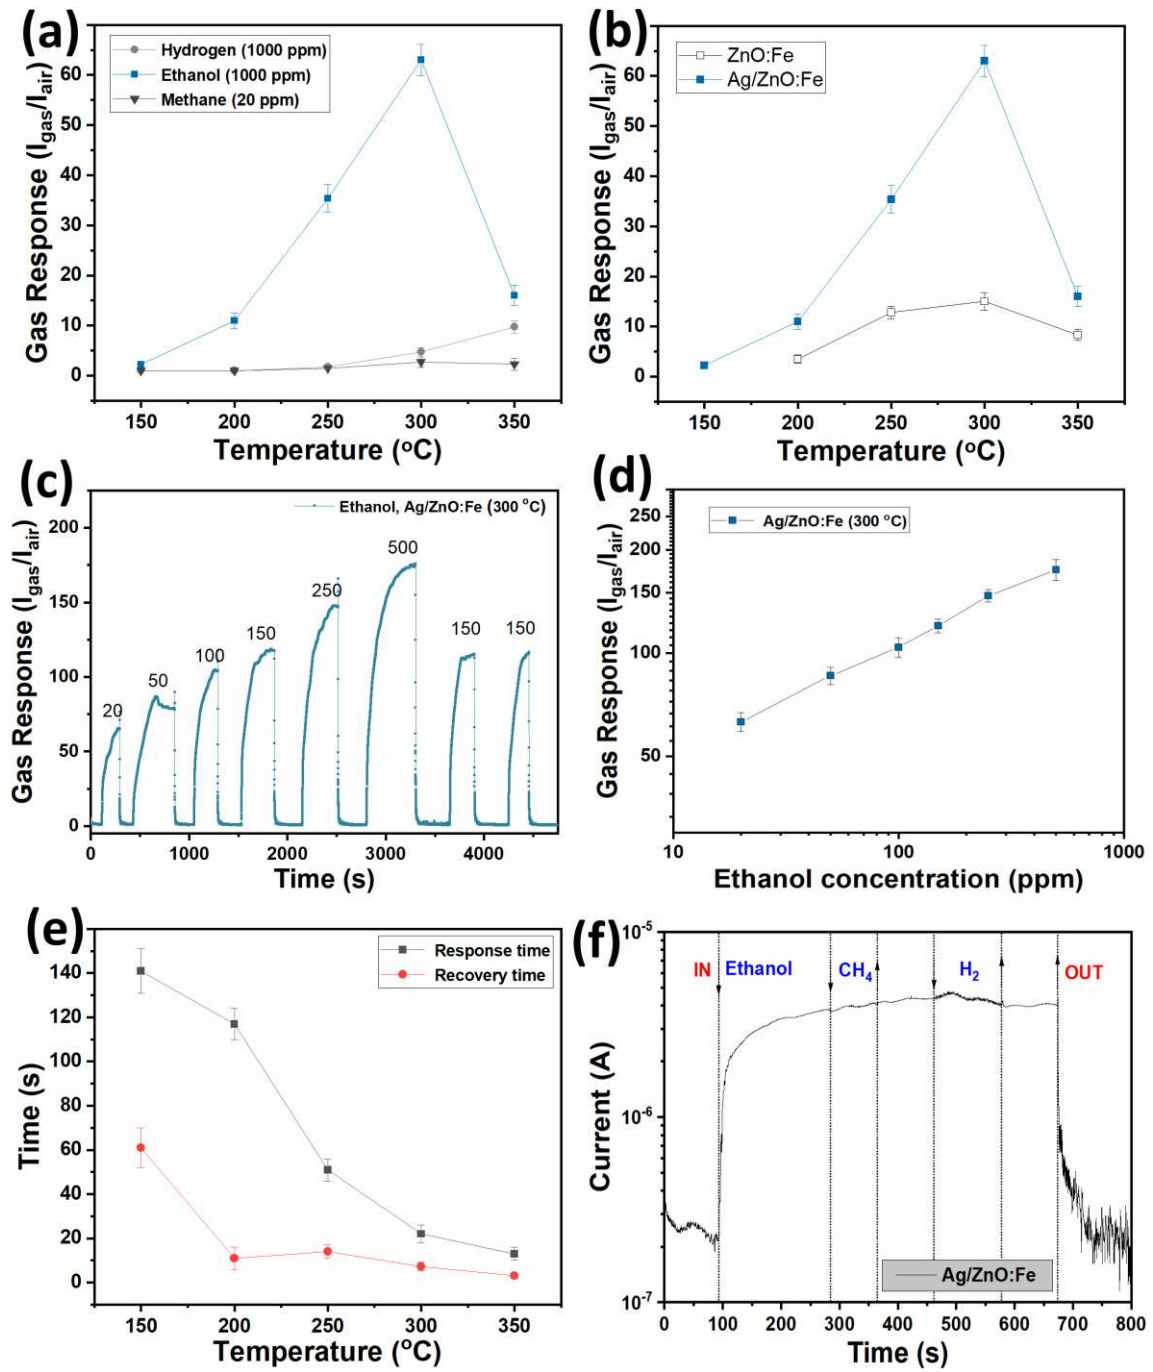 (a)
Gas Response (Igas/Iair)
60
50
40
30
20
10
0
Hydrogen (1000 ppm)
Ethanol (1000 ppm)
Methane (20 ppm)
150 200 250 300 350
Temperature (oC)
(b)
Gas Response (Igas/Iair)
60
50
40
30
20
10
0
ZnO:Fe
Ag/ZnO:Fe
150 200 250 300 350
Temperature (oC)
(c)
Gas Response (Igas/Iair)
200
150
100
50
0
Ethanol, Ag/ZnO:Fe (300 oC)
20
50
100
150
250
500
150
150
0 1000 2000 3000 4000
Time (s)
(d)
Gas Response (Igas/Iair)
250
200
150
100
50
Ag/ZnO:Fe (300 oC)
10 100 1000
Ethanol concentration (ppm)
(e)
Time (s)
140
120
100
80
60
40
20
0
Response time
Recovery time
150 200 250 300 350
Temperature (oC)
(f)
Current (A)
10-5
10-6
10-7
IN Ethanol CH4 H2 OUT
Ag/ZnO:Fe
0 100 200 300 400 500 600 700 800
Time (s)